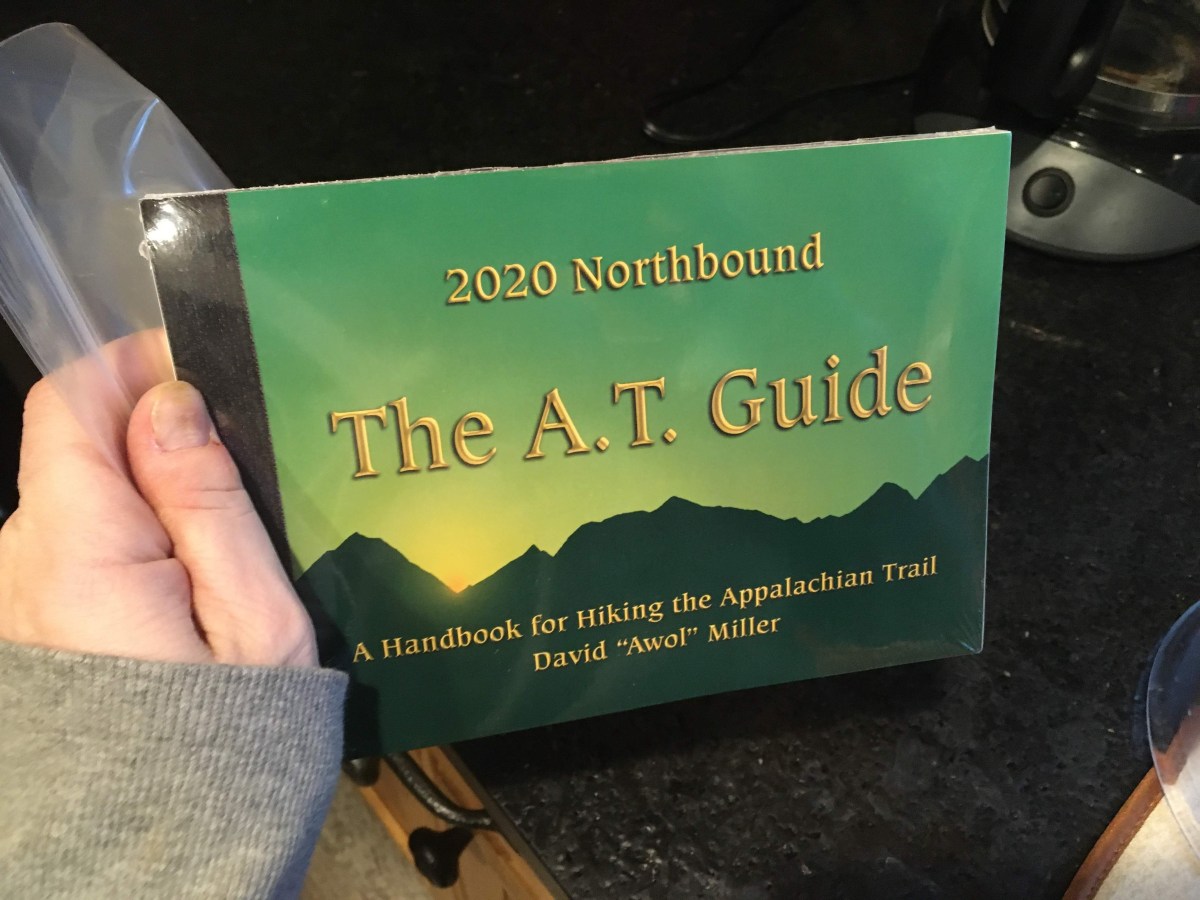 2020 Northbound
The A.T. Guide
A Handbook for Hiking the Appalachian Trail
David “Awol” Miller